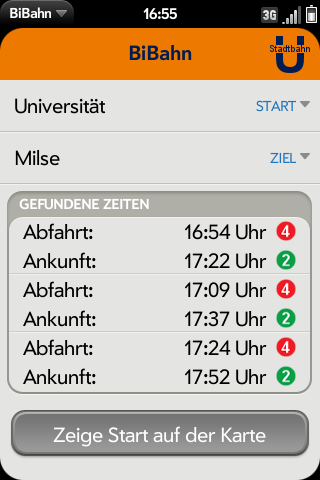 BiBahn 16:55 3G
BiBahn
Stadtbahn
U
Universität START
Milse ZIEL
GEFUNDENE ZEITEN
Abfahrt: 16:54 Uhr 4
Ankunft: 17:22 Uhr 2
Abfahrt: 17:09 Uhr 4
Ankunft: 17:37 Uhr 2
Abfahrt: 17:24 Uhr 4
Ankunft: 17:52 Uhr 2
Zeige Start auf der Karte